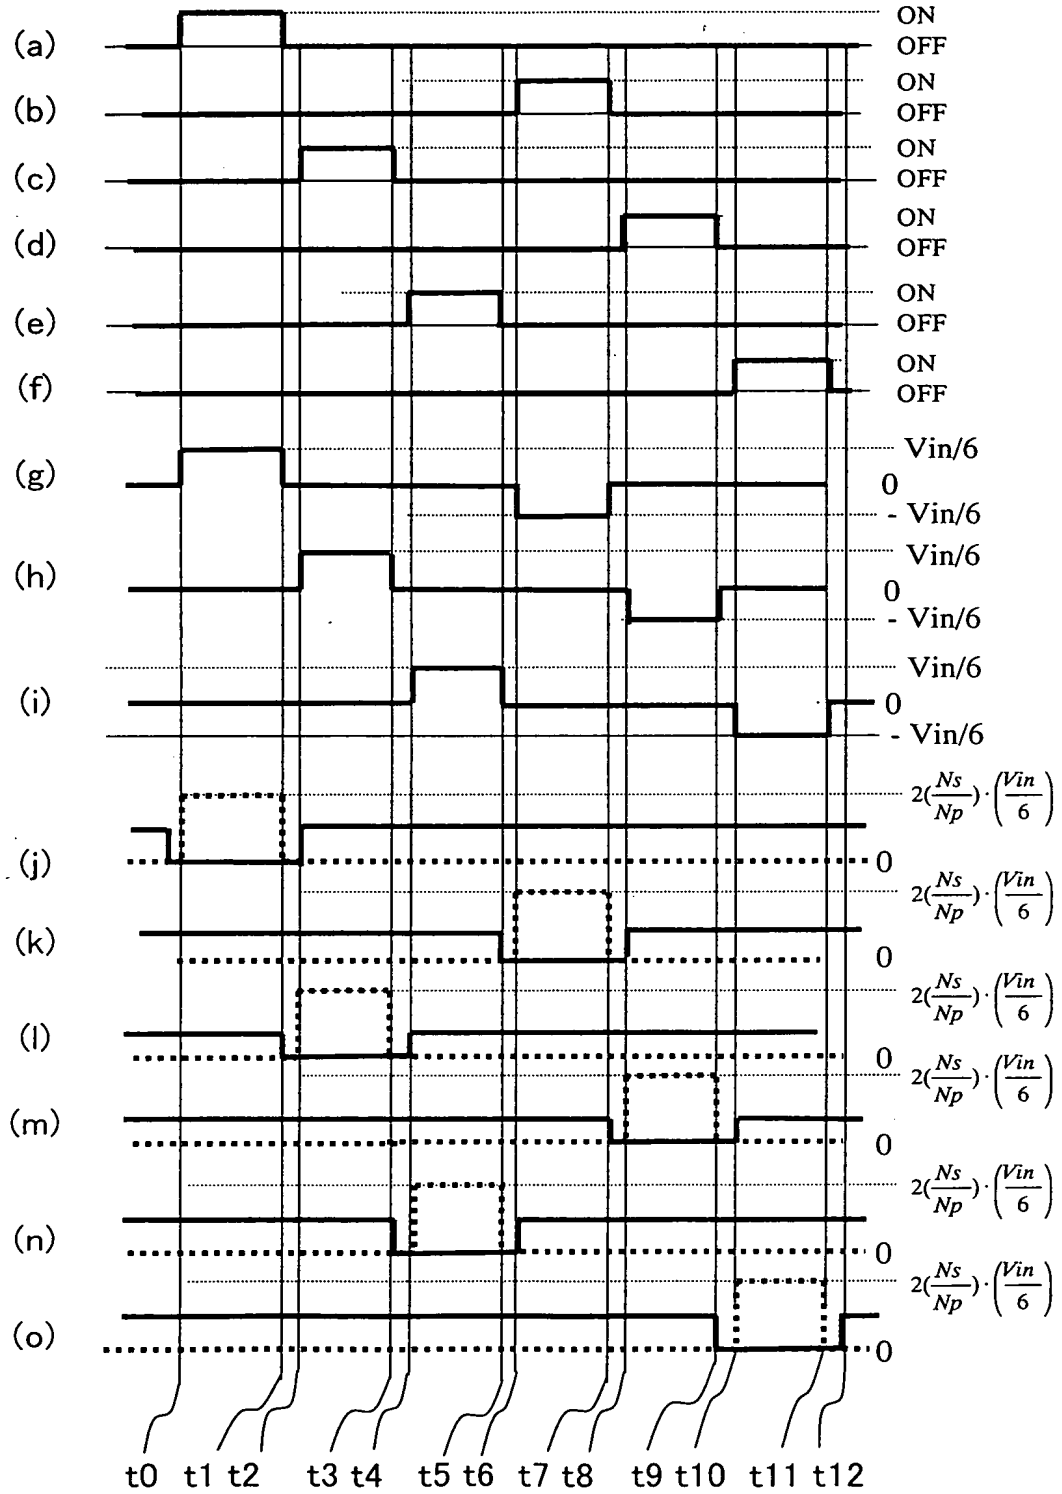 (a) ON
OFF
(b) ON
OFF
(c) ON
OFF
(d) ON
OFF
(e) ON
OFF
(f) ON
OFF
(g) Vin/6
0
- Vin/6
(h) Vin/6
0
- Vin/6
(i) Vin/6
0
- Vin/6
(j) 2(Ns/Np)·(Vin/6)
0
(k) 2(Ns/Np)·(Vin/6)
0
(l) 2(Ns/Np)·(Vin/6)
0
(m) 2(Ns/Np)·(Vin/6)
0
(n) 2(Ns/Np)·(Vin/6)
0
(o) 2(Ns/Np)·(Vin/6)
0
t0 t1 t2 t3 t4 t5 t6 t7 t8 t9 t10 t11 t12